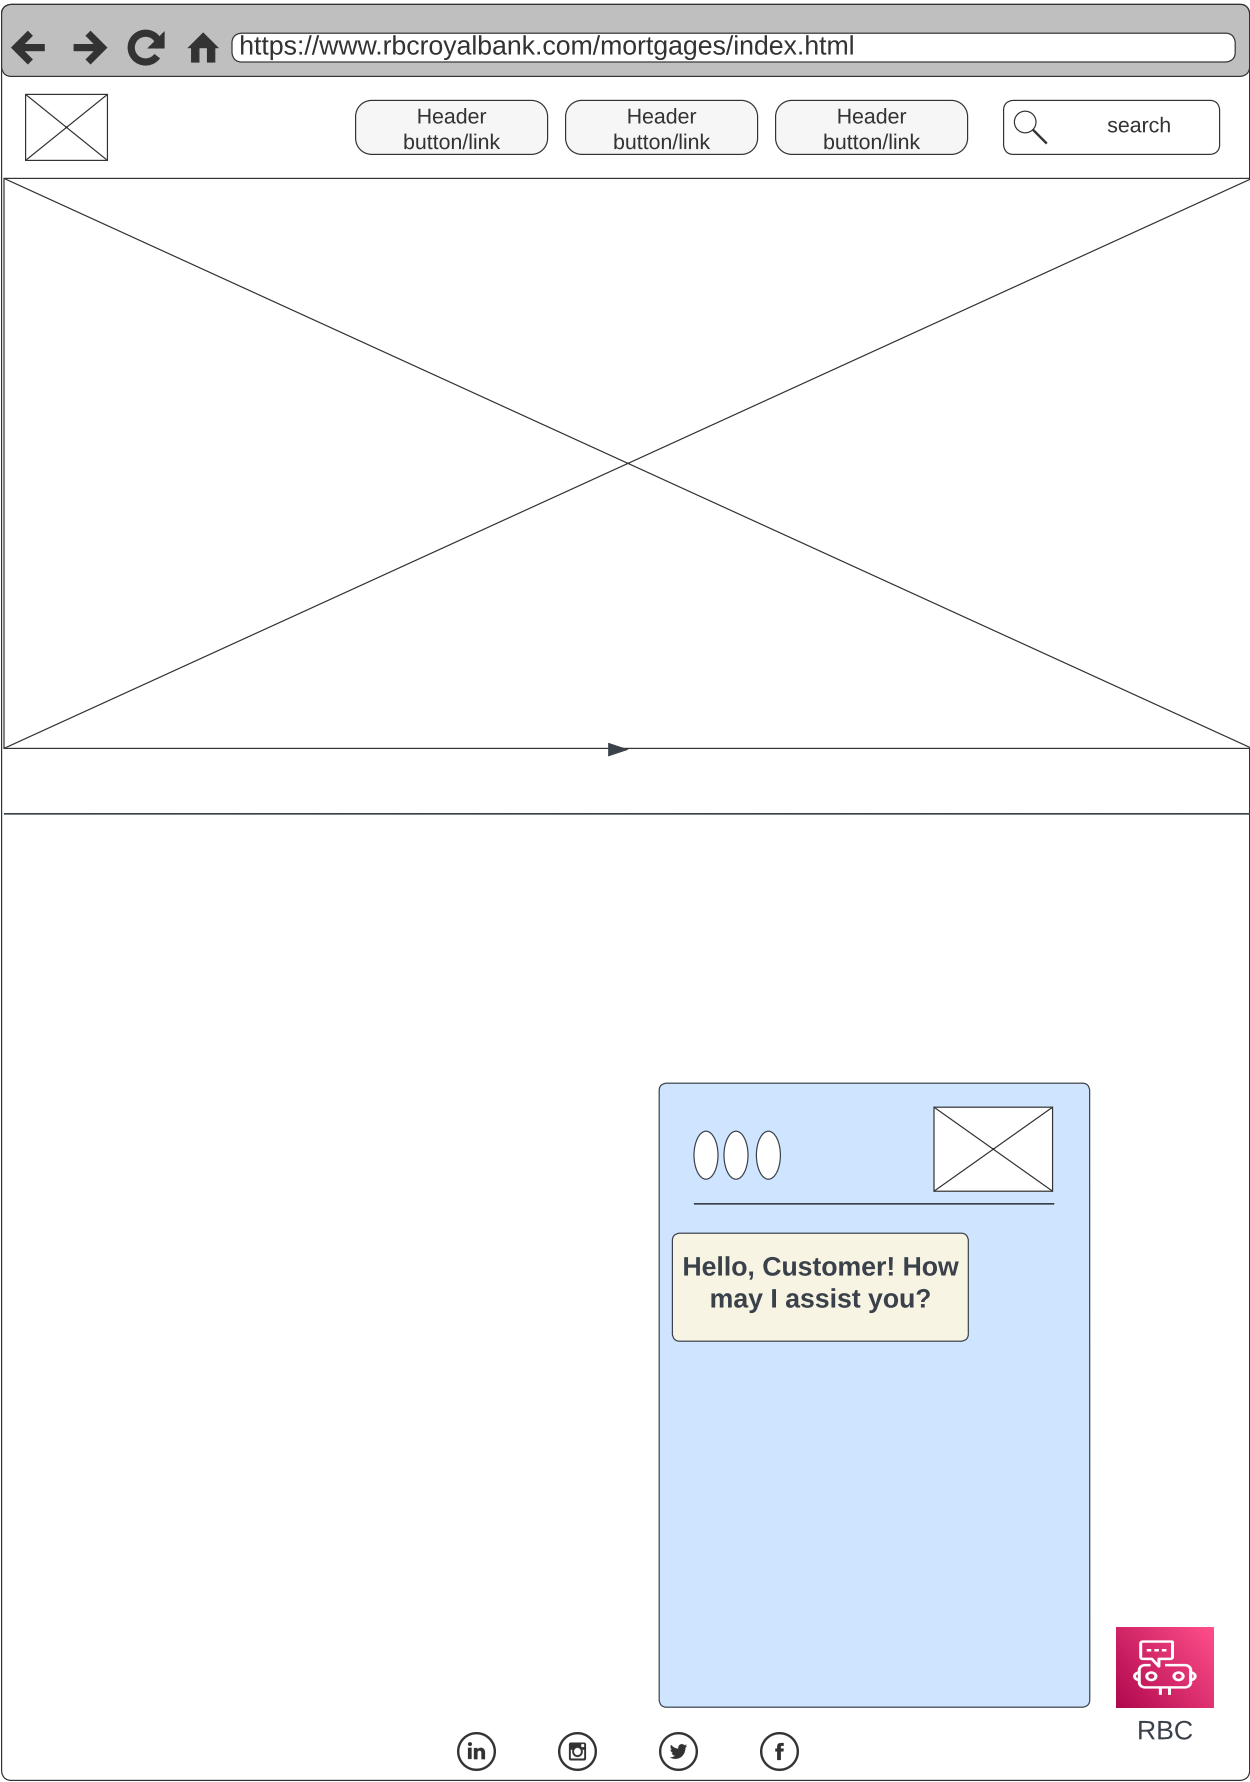 https://www.rbcroyalbank.com/mortgages/index.html
Header
button/link
Header
button/link
Header
button/link
search
Hello, Customer! How
may I assist you?
RBC
in
f